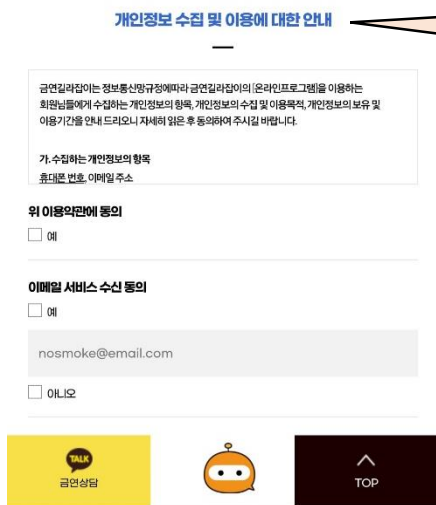 개인정보 수집 및 이용에 대한 안내
금연길라잡이는 정보통신망규정에따라 금연길라잡이의 [온라인프로그램]을 이용하는
회원님들에게 수집하는 개인정보의 항목, 개인정보의 수집 및 이용목적, 개인정보의 보유 및
이용기간을 안내 드리오니 자세히 읽은 후 동의하여 주시길 바랍니다.
가. 수집하는 개인정보의 항목
휴대폰 번호, 이메일 주소
위 이용약관에 동의
예
이메일 서비스 수신 동의
예
nosmoke@email.com
아니오
TALK
금연상담
TOP